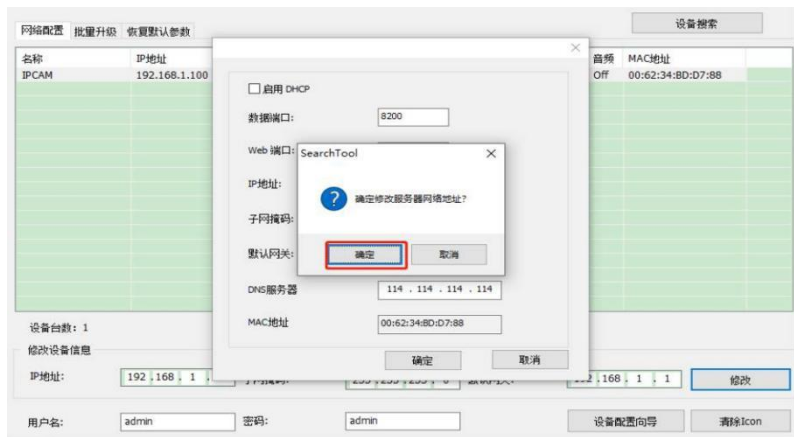 网络配置 批量升级 恢复默认参数 设备搜索
名称 IP地址 音频 MAC地址
IPCAM 192.168.1.100 Off 00:62:34:BD:D7:88
启用 DHCP
数据端口: 8200
Web 端口:
SearchTool
IP地址:
确定修改服务器网络地址?
子网掩码:
默认网关:
确定 取消
DNS服务器 114 . 114 . 114 . 114
MAC地址 00:62:34:BD:D7:88
设备台数: 1
修改设备信息
确定 取消
IP地址: 192 .168 . 1 . .168 . 1 . 1 修改
用户名: admin 密码: admin 设备配置向导 清除Icon